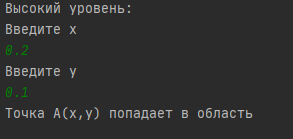 Высокий уровень:
Введите x
0.2
Введите y
0.1
Точка A(x,y) попадает в область